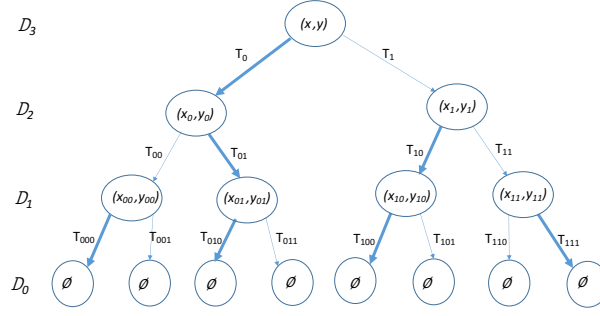 D₃ (x,y)
T₀ T₁
D₂ (x₀,y₀) (x₁,y₁)
T₀₀ T₀₁ T₁₀ T₁₁
D₁ (x₀₀,y₀₀) (x₀₁,y₀₁) (x₁₀,y₁₀) (x₁₁,y₁₁)
T₀₀₀ T₀₀₁ T₀₁₀ T₀₁₁ T₁₀₀ T₁₀₁ T₁₁₀ T₁₁₁
D₀ Ø Ø Ø Ø Ø Ø Ø Ø